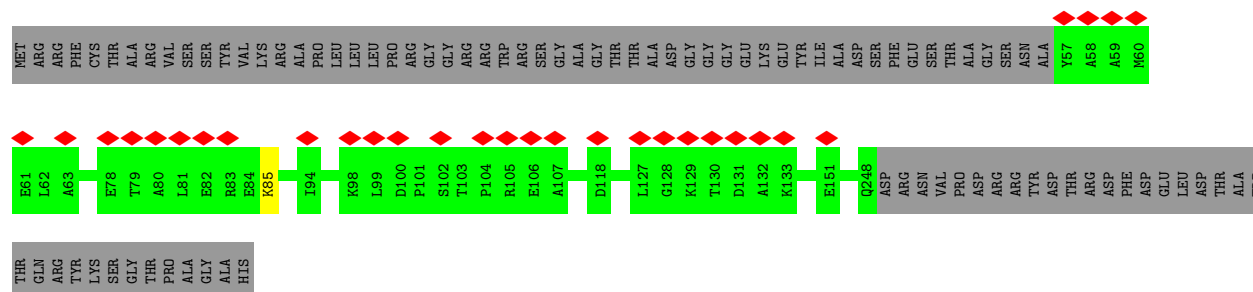 MET ARG ARG PHE CYS THR ALA ARG VAL SER SER TYR VAL LYS ARG ALA PRO LEU LEU LEU PRO ARG GLY GLY ARG ARG TRP ARG SER GLY ALA GLY THR THR ALA ASP GLY GLY GLY GLU LYS GLU TYR ILE ALA ASP SER PHE GLU SER THR ALA GLY SER ASN ALA Y57 A58 A59 M60
E61 L62 A63 E78 T79 A80 L81 E82 R83 E84 K85 I94 K98 L99 D100 P101 S102 T103 P104 R105 E106 A107 D118 L127 G128 K129 T130 D131 A132 K133 E151 Q248 ASP ARG ASN VAL PRO ASP ARG ARG TYR ASP THR ARG ASP PHE ASP GLU LEU ASP THR ALA
THR GLN ARG TYR LYS SER GLY THR PRO ALA GLY ALA HIS